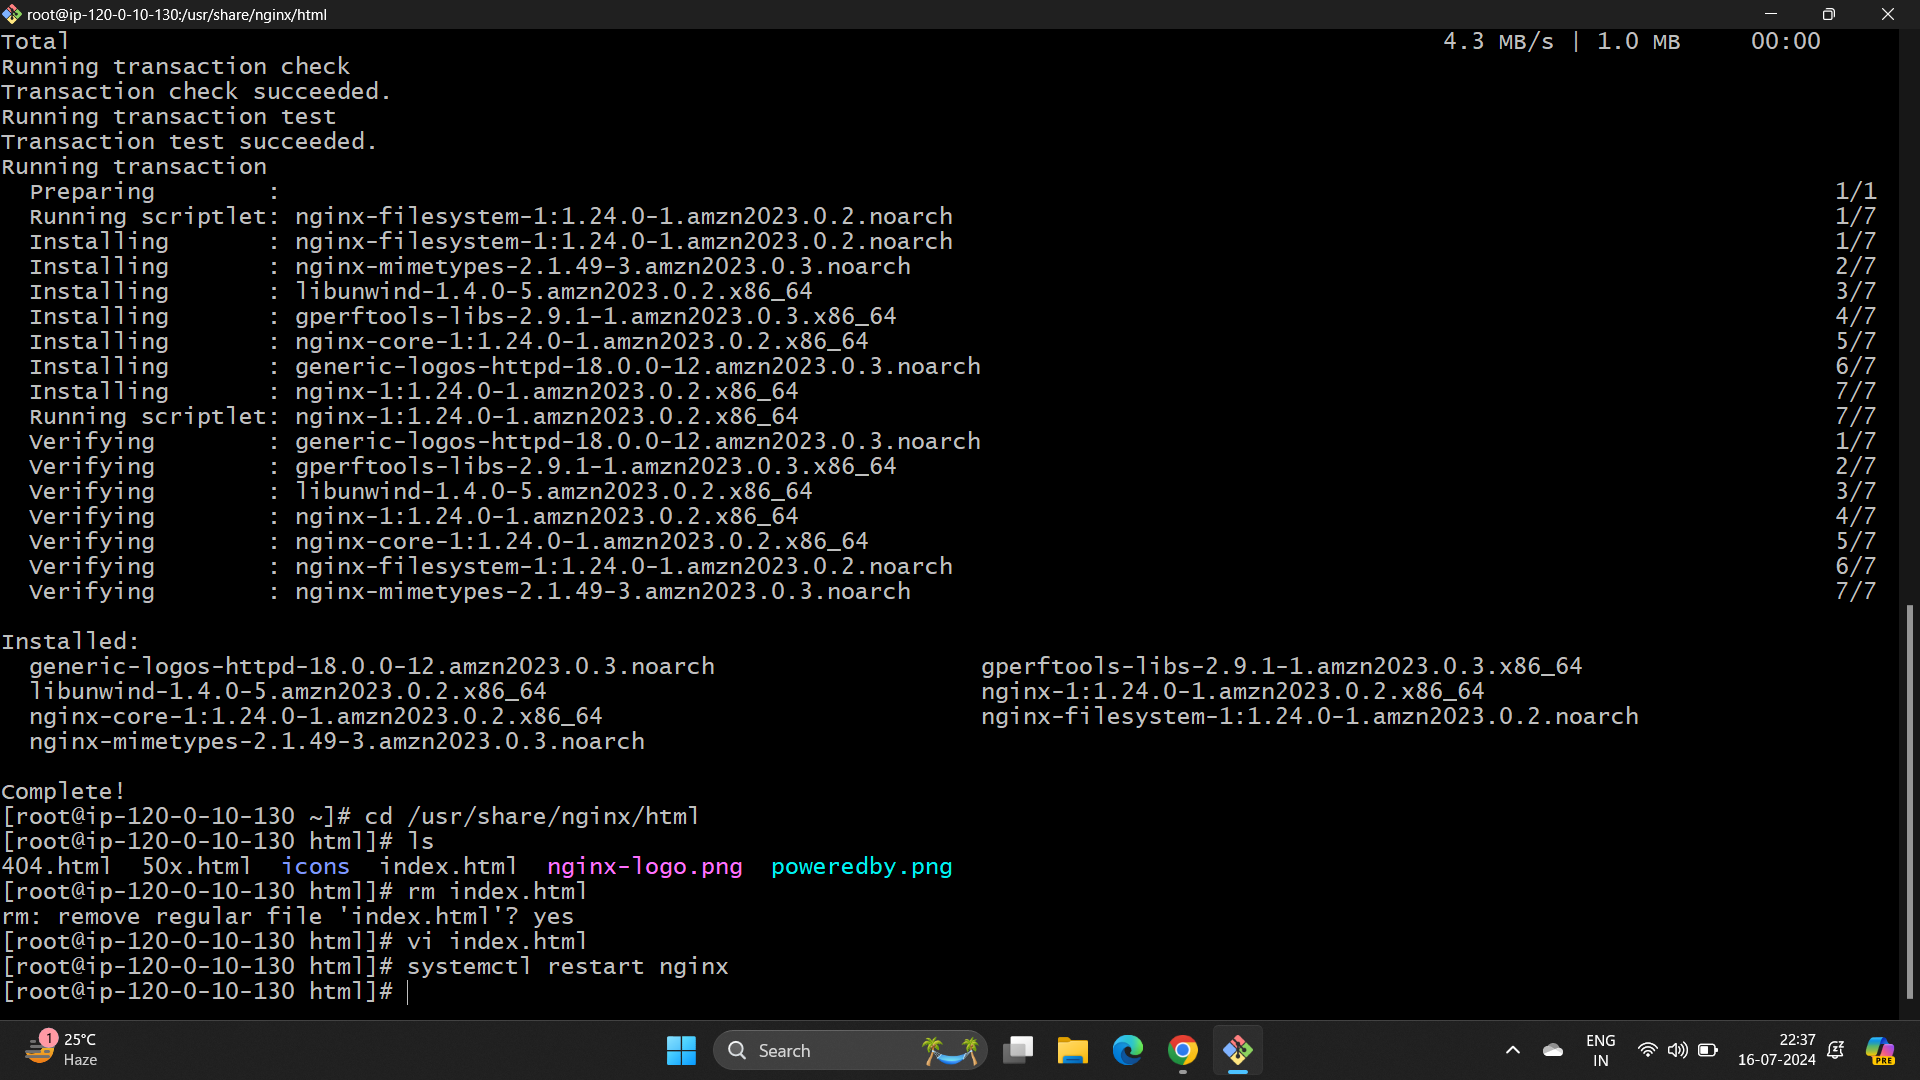 root@ip-120-0-10-130:/usr/share/nginx/html
Total 4.3 MB/s | 1.0 MB 00:00
Running transaction check
Transaction check succeeded.
Running transaction test
Transaction test succeeded.
Running transaction
Preparing : 1/1
Running scriptlet: nginx-filesystem-1:1.24.0-1.amzn2023.0.2.noarch 1/7
Installing : nginx-filesystem-1:1.24.0-1.amzn2023.0.2.noarch 1/7
Installing : nginx-mimetypes-2.1.49-3.amzn2023.0.3.noarch 2/7
Installing : libunwind-1.4.0-5.amzn2023.0.2.x86_64 3/7
Installing : gperftools-libs-2.9.1-1.amzn2023.0.3.x86_64 4/7
Installing : nginx-core-1:1.24.0-1.amzn2023.0.2.x86_64 5/7
Installing : generic-logos-httpd-18.0.0-12.amzn2023.0.3.noarch 6/7
Installing : nginx-1:1.24.0-1.amzn2023.0.2.x86_64 7/7
Running scriptlet: nginx-1:1.24.0-1.amzn2023.0.2.x86_64 7/7
Verifying : generic-logos-httpd-18.0.0-12.amzn2023.0.3.noarch 1/7
Verifying : gperftools-libs-2.9.1-1.amzn2023.0.3.x86_64 2/7
Verifying : libunwind-1.4.0-5.amzn2023.0.2.x86_64 3/7
Verifying : nginx-1:1.24.0-1.amzn2023.0.2.x86_64 4/7
Verifying : nginx-core-1:1.24.0-1.amzn2023.0.2.x86_64 5/7
Verifying : nginx-filesystem-1:1.24.0-1.amzn2023.0.2.noarch 6/7
Verifying : nginx-mimetypes-2.1.49-3.amzn2023.0.3.noarch 7/7
Installed:
generic-logos-httpd-18.0.0-12.amzn2023.0.3.noarch gperftools-libs-2.9.1-1.amzn2023.0.3.x86_64
libunwind-1.4.0-5.amzn2023.0.2.x86_64 nginx-1:1.24.0-1.amzn2023.0.2.x86_64
nginx-core-1:1.24.0-1.amzn2023.0.2.x86_64 nginx-filesystem-1:1.24.0-1.amzn2023.0.2.noarch
nginx-mimetypes-2.1.49-3.amzn2023.0.3.noarch
Complete!
[root@ip-120-0-10-130 ~]# cd /usr/share/nginx/html
[root@ip-120-0-10-130 html]# ls
404.html 50x.html icons index.html nginx-logo.png poweredby.png
[root@ip-120-0-10-130 html]# rm index.html
rm: remove regular file 'index.html'? yes
[root@ip-120-0-10-130 html]# vi index.html
[root@ip-120-0-10-130 html]# systemctl restart nginx
[root@ip-120-0-10-130 html]#
1 25°C
Haze
Search
ENG
IN
22:37
16-07-2024
PRE